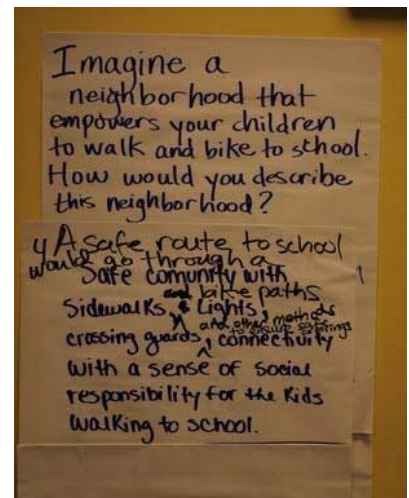 Imagine a
neighborhood that
empowers your children
to walk and bike to school.
How would you describe
this neighborhood?
A safe route to school
would go through a
Safe comunity with
and bike paths
Sidewalks, & Lights,
and other methods
to ensure
crossing guards, connectivity
with a sense of social
responsibility for the Kids
walking to school.